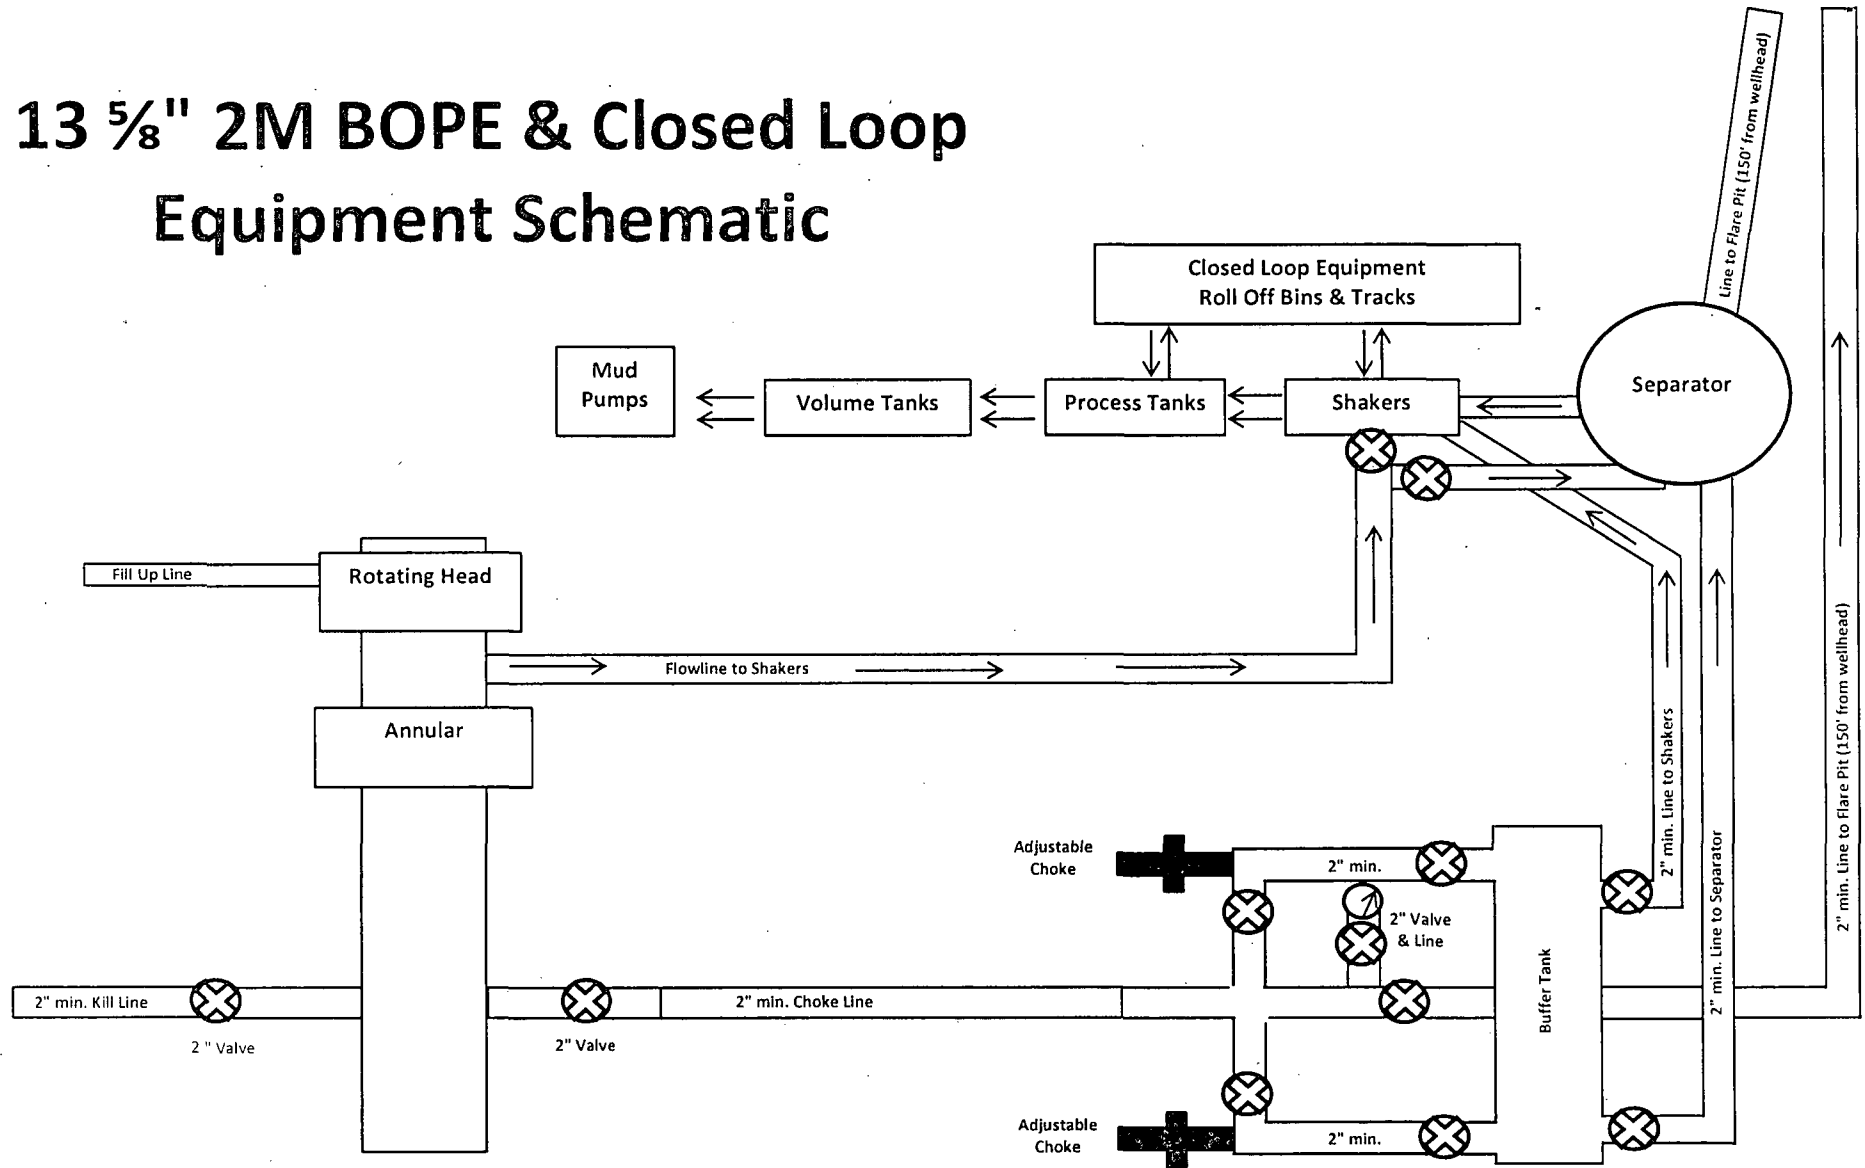 13 ⅝" 2M BOPE & Closed Loop
Equipment Schematic
Line to Flare Pit (150' from wellhead)
Closed Loop Equipment
Roll Off Bins & Tracks
Mud
Pumps
Volume Tanks
Process Tanks
Shakers
Separator
Fill Up Line
Rotating Head
Flowline to Shakers
Annular
2" min. Line to Shakers
2" min. Line to Separator
2" min. Line to Flare Pit (150' from wellhead)
Adjustable
Choke
2" min.
2" Valve
& Line
Buffer Tank
2" min. Kill Line
2 " Valve
2" Valve
2" min. Choke Line
Adjustable
Choke
2" min.